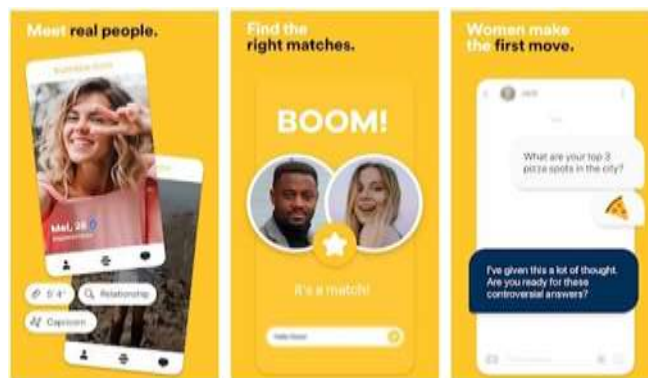 Meet real people.
Mel, 26
5' 4"
Relationship
Capricorn
Find the
right matches.
BOOM!
It's a match!
Women make
the first move.
What are your top 3
pizza spots in the city?
I've given this a lot of thought.
Are you ready for these
controversial answers?